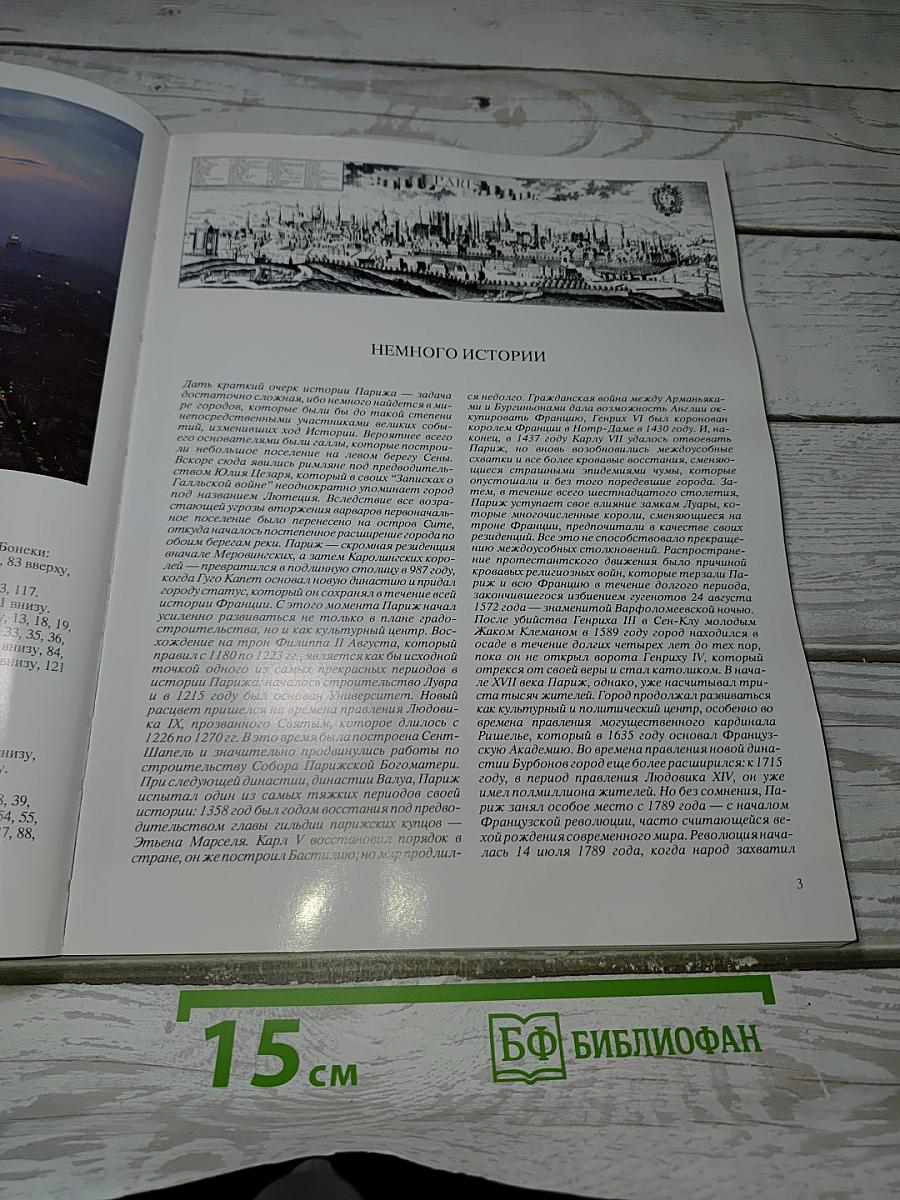 Бонеки:
, 83 вверху,
3, 117.
1 внизу.
, 13, 18, 19,
33, 35, 36,
внизу, 84,
внизу, 121
внизу,
у.
8, 39,
54, 55,
27, 88,
PARI
НЕМНОГО ИСТОРИИ
Дать краткий очерк истории Парижа — задача
достаточно сложная, ибо немного найдется в ми-
ре городов, которые были бы до такой степени
непосредственными участниками великих собы-
тий, изменивших ход Истории. Вероятнее всего
его основателями были галлы, которые построи-
ли небольшое поселение на левом берегу Сены.
Вскоре сюда явились римляне под предводитель-
ством Юлия Цезаря, который в своих "Записках о
Галльской войне" неоднократно упоминает город
под названием Лютеция. Вследствие все возра-
стающей угрозы вторжения варваров первоначаль-
ное поселение было перенесено на остров Сите,
откуда началось постепенное расширение города по
обоим берегам реки. Париж — скромная резиденция
вначале Меровингских, а затем Каролингских коро-
лей — превратился в подлинную столицу в 987 году,
когда Гуго Капет основал новую династию и придал
городу статус, который он сохранял в течение всей
истории Франции. С этого момента Париж начал
усиленно развиваться не только в плане градо-
строительства, но и как культурный центр. Вос-
хождение на трон Филиппа II Августа, который
правил с 1180 по 1223 гг., является как бы исходной
точкой одного из самых прекрасных периодов в
истории Парижа: началось строительство Лувра
и в 1215 году был основан Университет. Новый
расцвет пришелся на времена правления Людови-
ка IX, прозванного Святым, которое длилось с
1226 по 1270 гг. В это время была построена Сент-
Шапель и значительно продвинулись работы по
строительству Собора Парижской Богоматери.
При следующей династии, династии Валуа, Париж
испытал один из самых тяжких периодов своей
истории: 1358 год был годом восстания под предво-
дительством главы гильдии парижских купцов —
Этьена Марселя. Карл V восстановил порядок в
стране, он же построил Бастилию; но мир продлил-
ся недолго. Гражданская война между Арманьяка-
ми и Бургиньонами дала возможность Англии ок-
купировать Францию, Генрих VI был коронован
королем Франции в Нотр-Даме в 1430 году. И, на-
конец, в 1437 году Карлу VII удалось отвоевать
Париж, но вновь возобновились междоусобные
схватки и все более кровавые восстания, сменяю-
щиеся страшными эпидемиями чумы, которые
опустошали и без того поредевшие города. За-
тем, в течение всего шестнадцатого столетия,
Париж уступает свое влияние замкам Луары, ко-
торые многочисленные короли, сменяющиеся на
троне Франции, предпочитали в качестве своих
резиденций. Все это не способствовало прекраще-
нию междоусобных столкновений. Распростране-
ние протестантского движения было причиной
кровавых религиозных войн, которые терзали Па-
риж и всю Францию в течение долгого периода,
закончившегося избиением гугенотов 24 августа
1572 года — знаменитой Варфоломеевской ночью.
После убийства Генриха III в Сен-Клу молодым
Жаком Клеманом в 1589 году город находился в
осаде в течение долгих четырех лет до тех пор,
пока он не открыл ворота Генриху IV, который
отрекся от своей веры и стал католиком. В нача-
ле XVII века Париж, однако, уже насчитывал три-
ста тысяч жителей. Город продолжал развиваться
как культурный и политический центр, особенно во
времена правления могущественного кардинала
Ришелье, который в 1635 году основал Француз-
скую Академию. Во времена правления новой дина-
стии Бурбонов город еще более расширился: к 1715
году, в период правления Людовика XIV, он уже
имел полмиллиона жителей. Но без сомнения, Па-
риж занял особое место с 1789 года — с началом
Французской революции, часто считающейся ве-
хой рождения современного мира. Революция нача-
лась 14 июля 1789 года, когда народ захватил
3
15 см
БФ БИБЛИОФАН